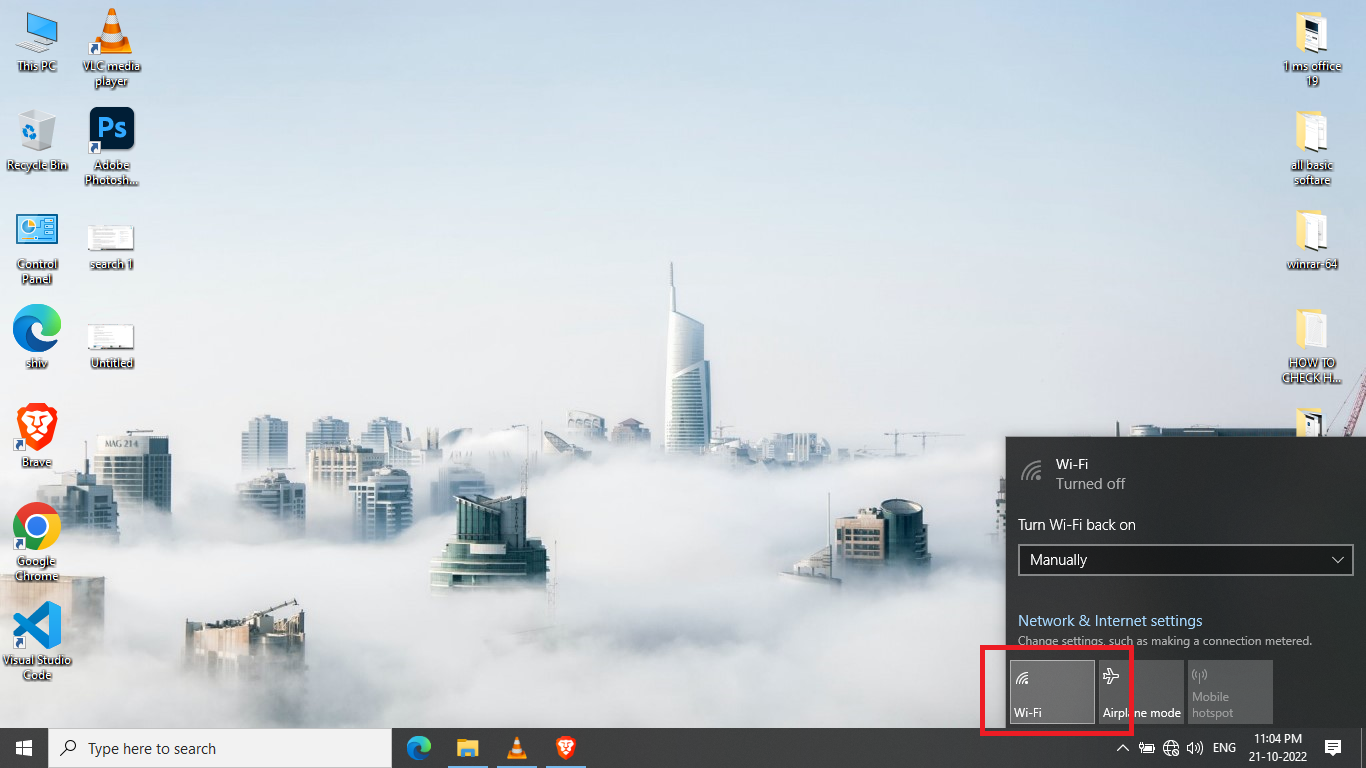 This PC
VLC media
player
1 ms office
19
Recycle Bin
Ps
Adobe
Photosh...
all basic
softare
Control
Panel
search 1
winrar-64
shiv
Untitled
HOW TO
CHECK H...
MAG 214
Brave
Google
Chrome
Visual Studio
Code
Wi-Fi
Turned off
Turn Wi-Fi back on
Manually
Network & Internet settings
Change settings, such as making a connection metered.
Wi-Fi
Airplane mode
Mobile
hotspot
Type here to search
ENG
11:04 PM
21-10-2022